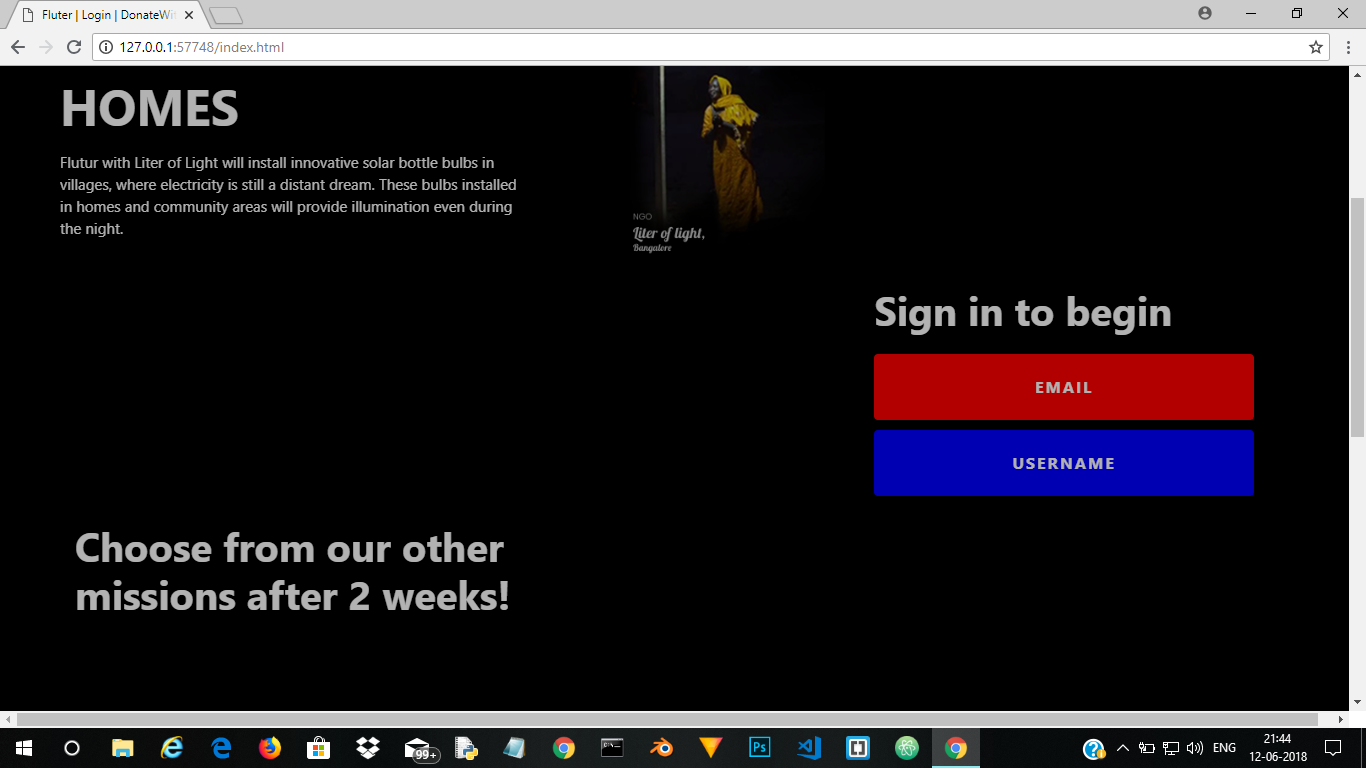 Fluter | Login | DonateWi
127.0.0.1:57748/index.html
HOMES
Flutur with Liter of Light will install innovative solar bottle bulbs in
villages, where electricity is still a distant dream. These bulbs installed
in homes and community areas will provide illumination even during
the night.
NGO
Liter of light,
Bangalore
Sign in to begin
EMAIL
USERNAME
Choose from our other
missions after 2 weeks!
99+
Ps
ENG
21:44
12-06-2018